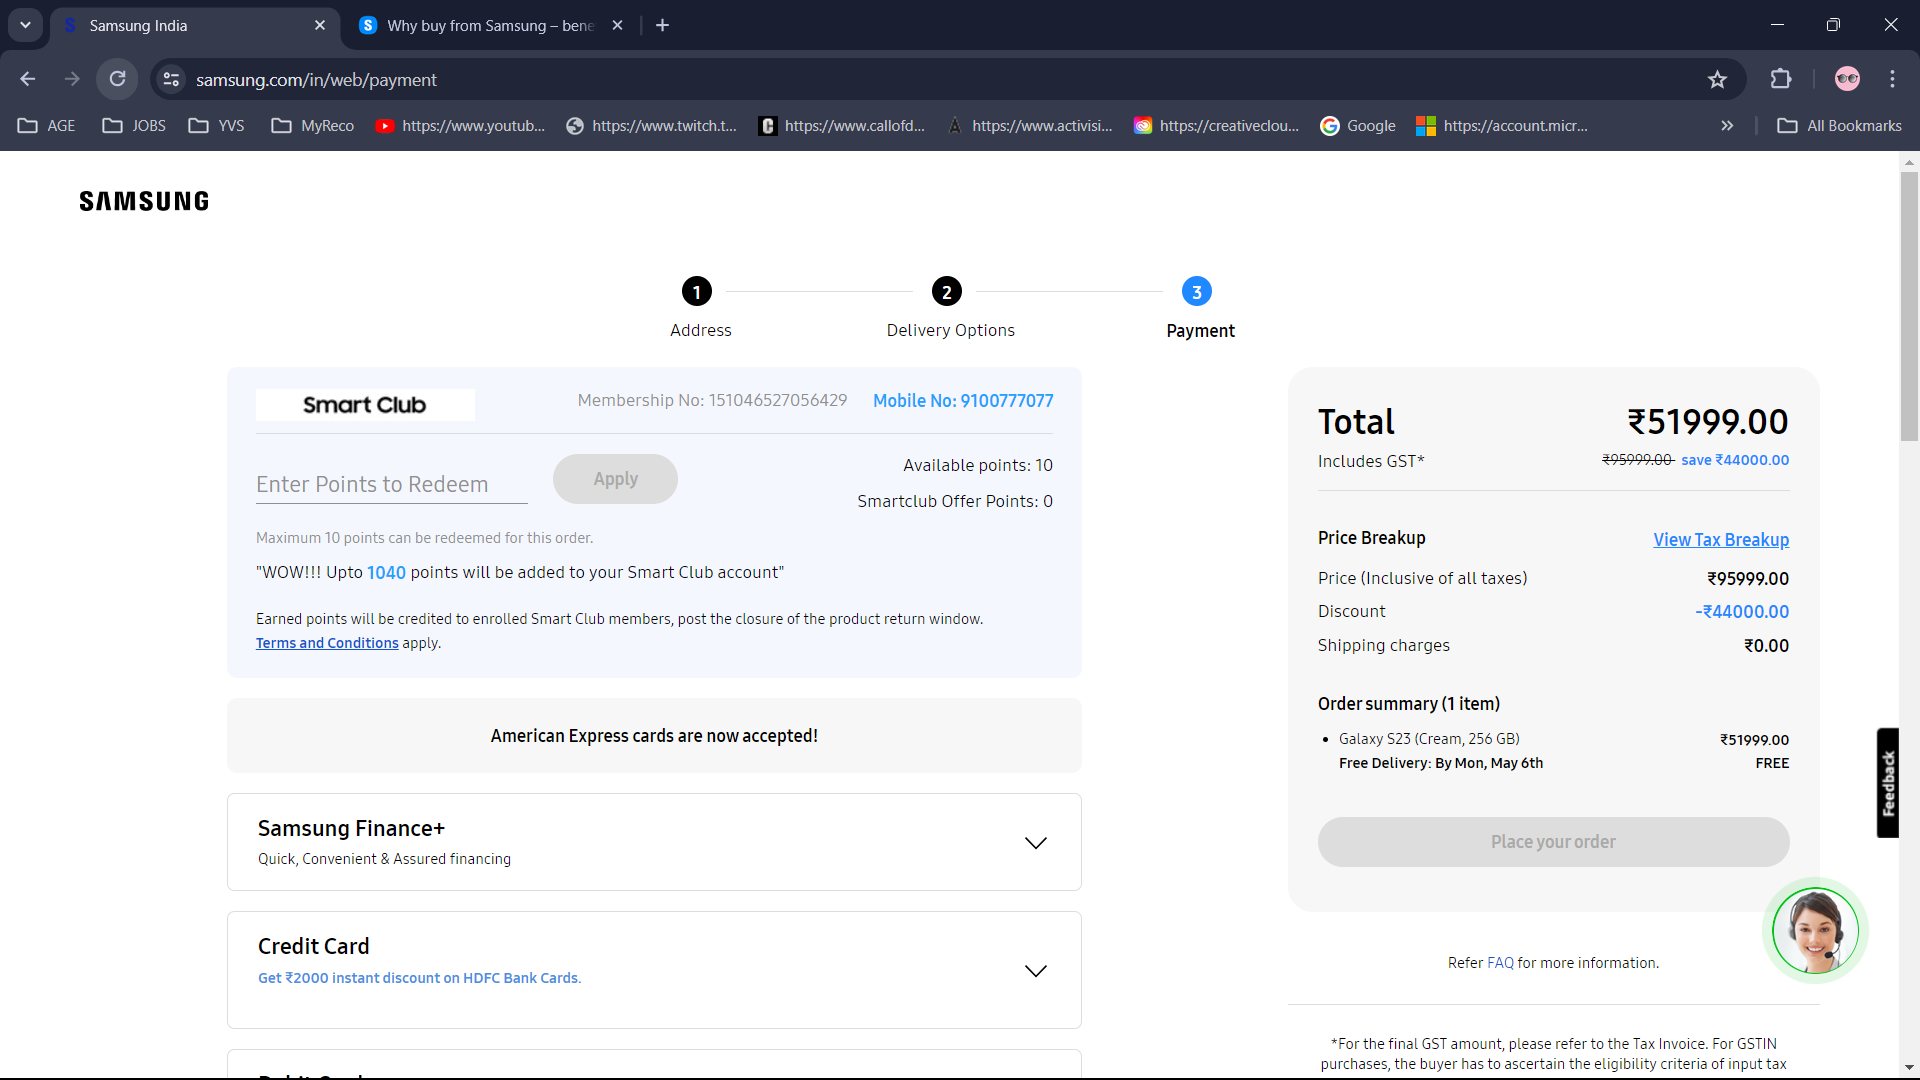 Samsung India
Why buy from Samsung – bene
samsung.com/in/web/payment
AGE
JOBS
YVS
MyReco
https://www.youtub...
https://www.twitch.t...
https://www.callofd...
https://www.activisi...
https://creativeclou...
Google
https://account.micr...
All Bookmarks
SAMSUNG
1
2
3
Address
Delivery Options
Payment
Smart Club
Membership No: 151046527056429
Mobile No: 9100777077
Enter Points to Redeem
Apply
Available points: 10
Smartclub Offer Points: 0
Maximum 10 points can be redeemed for this order.
"WOW!!! Upto 1040 points will be added to your Smart Club account"
Earned points will be credited to enrolled Smart Club members, post the closure of the product return window.
Terms and Conditions apply.
American Express cards are now accepted!
Samsung Finance+
Quick, Convenient & Assured financing
Credit Card
Get ₹2000 instant discount on HDFC Bank Cards.
Total ₹51999.00
Includes GST* ₹95999.00 save ₹44000.00
Price Breakup View Tax Breakup
Price (Inclusive of all taxes) ₹95999.00
Discount -₹44000.00
Shipping charges ₹0.00
Order summary (1 item)
Galaxy S23 (Cream, 256 GB) ₹51999.00
Free Delivery: By Mon, May 6th FREE
Place your order
Feedback
Refer FAQ for more information.
*For the final GST amount, please refer to the Tax Invoice. For GSTIN
purchases, the buyer has to ascertain the eligibility criteria of input tax